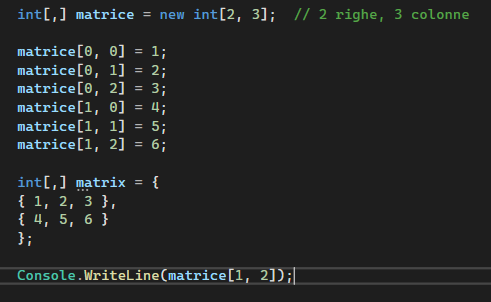 int[,] matrice = new int[2, 3];  // 2 righe, 3 colonne
matrice[0, 0] = 1;
matrice[0, 1] = 2;
matrice[0, 2] = 3;
matrice[1, 0] = 4;
matrice[1, 1] = 5;
matrice[1, 2] = 6;
int[,] matrix = {
{ 1, 2, 3 },
{ 4, 5, 6 }
};
Console.WriteLine(matrice[1, 2]);